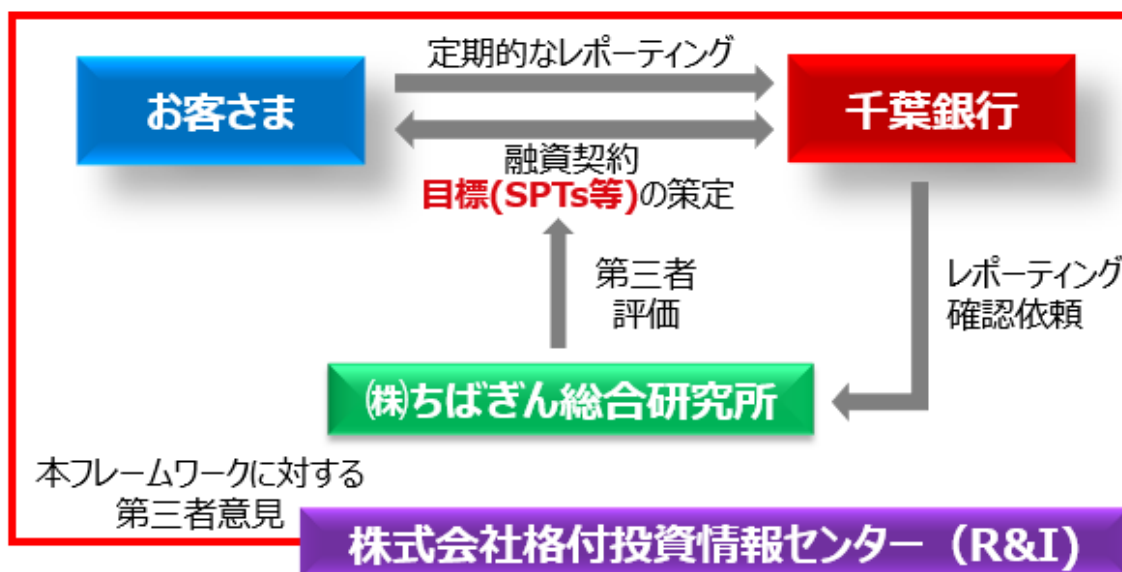 定期的なレポーティング
お客さま
千葉銀行
融資契約
目標(SPTs等)の策定
第三者
評価
レポーティング
確認依頼
㈱ちばぎん総合研究所
本フレームワークに対する
第三者意見
株式会社格付投資情報センター（R&I）